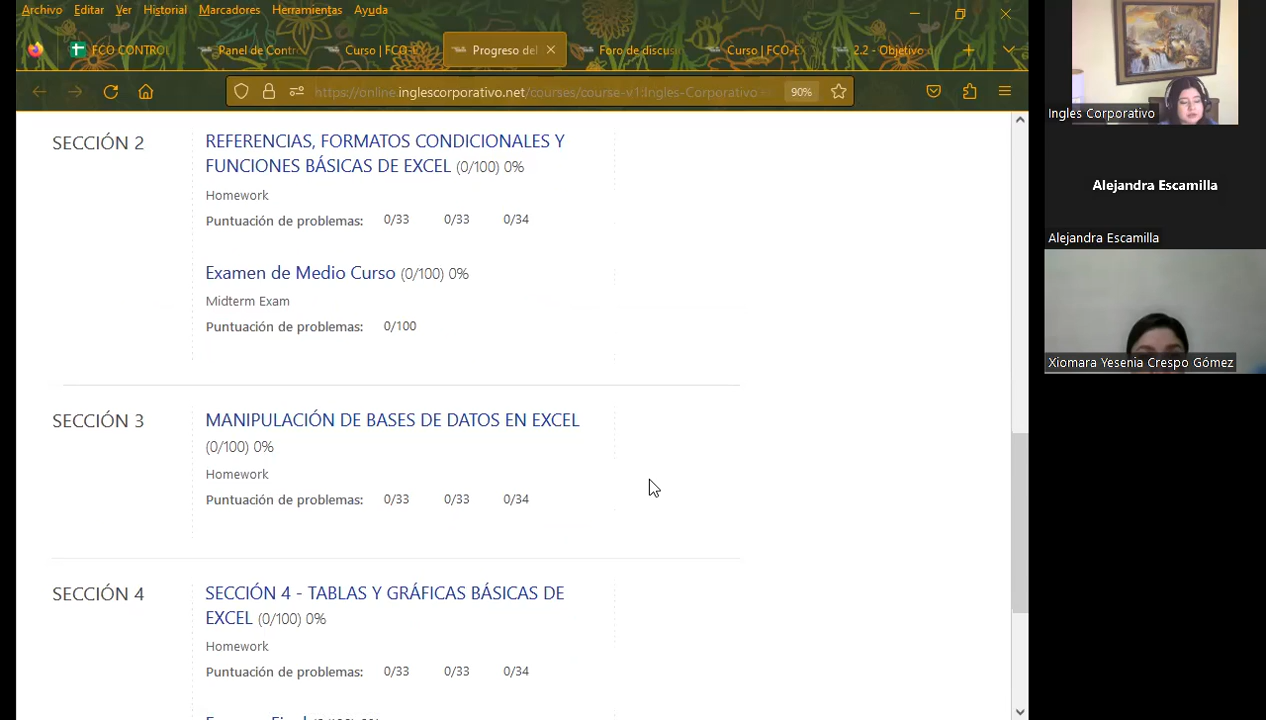 Archivo Editar Ver Historial Marcadores Herramientas Ayuda
FCO CONTROL
Panel de Contr
Curso | FCO-
Progreso del
Foro de discus
Curso | FCO-E
2.2 - Objetivo
https://online.inglescorporativo.net/courses/course-v1:Ingles-Corporativo
90%
SECCIÓN 2
REFERENCIAS, FORMATOS CONDICIONALES Y
FUNCIONES BÁSICAS DE EXCEL (0/100) 0%
Homework
Puntuación de problemas: 0/33 0/33 0/34
Examen de Medio Curso (0/100) 0%
Midterm Exam
Puntuación de problemas: 0/100
SECCIÓN 3
MANIPULACIÓN DE BASES DE DATOS EN EXCEL
(0/100) 0%
Homework
Puntuación de problemas: 0/33 0/33 0/34
SECCIÓN 4
SECCIÓN 4 - TABLAS Y GRÁFICAS BÁSICAS DE
EXCEL (0/100) 0%
Homework
Puntuación de problemas: 0/33 0/33 0/34
Ingles Corporativo
Alejandra Escamilla
Alejandra Escamilla
Xiomara Yesenia Crespo Gómez